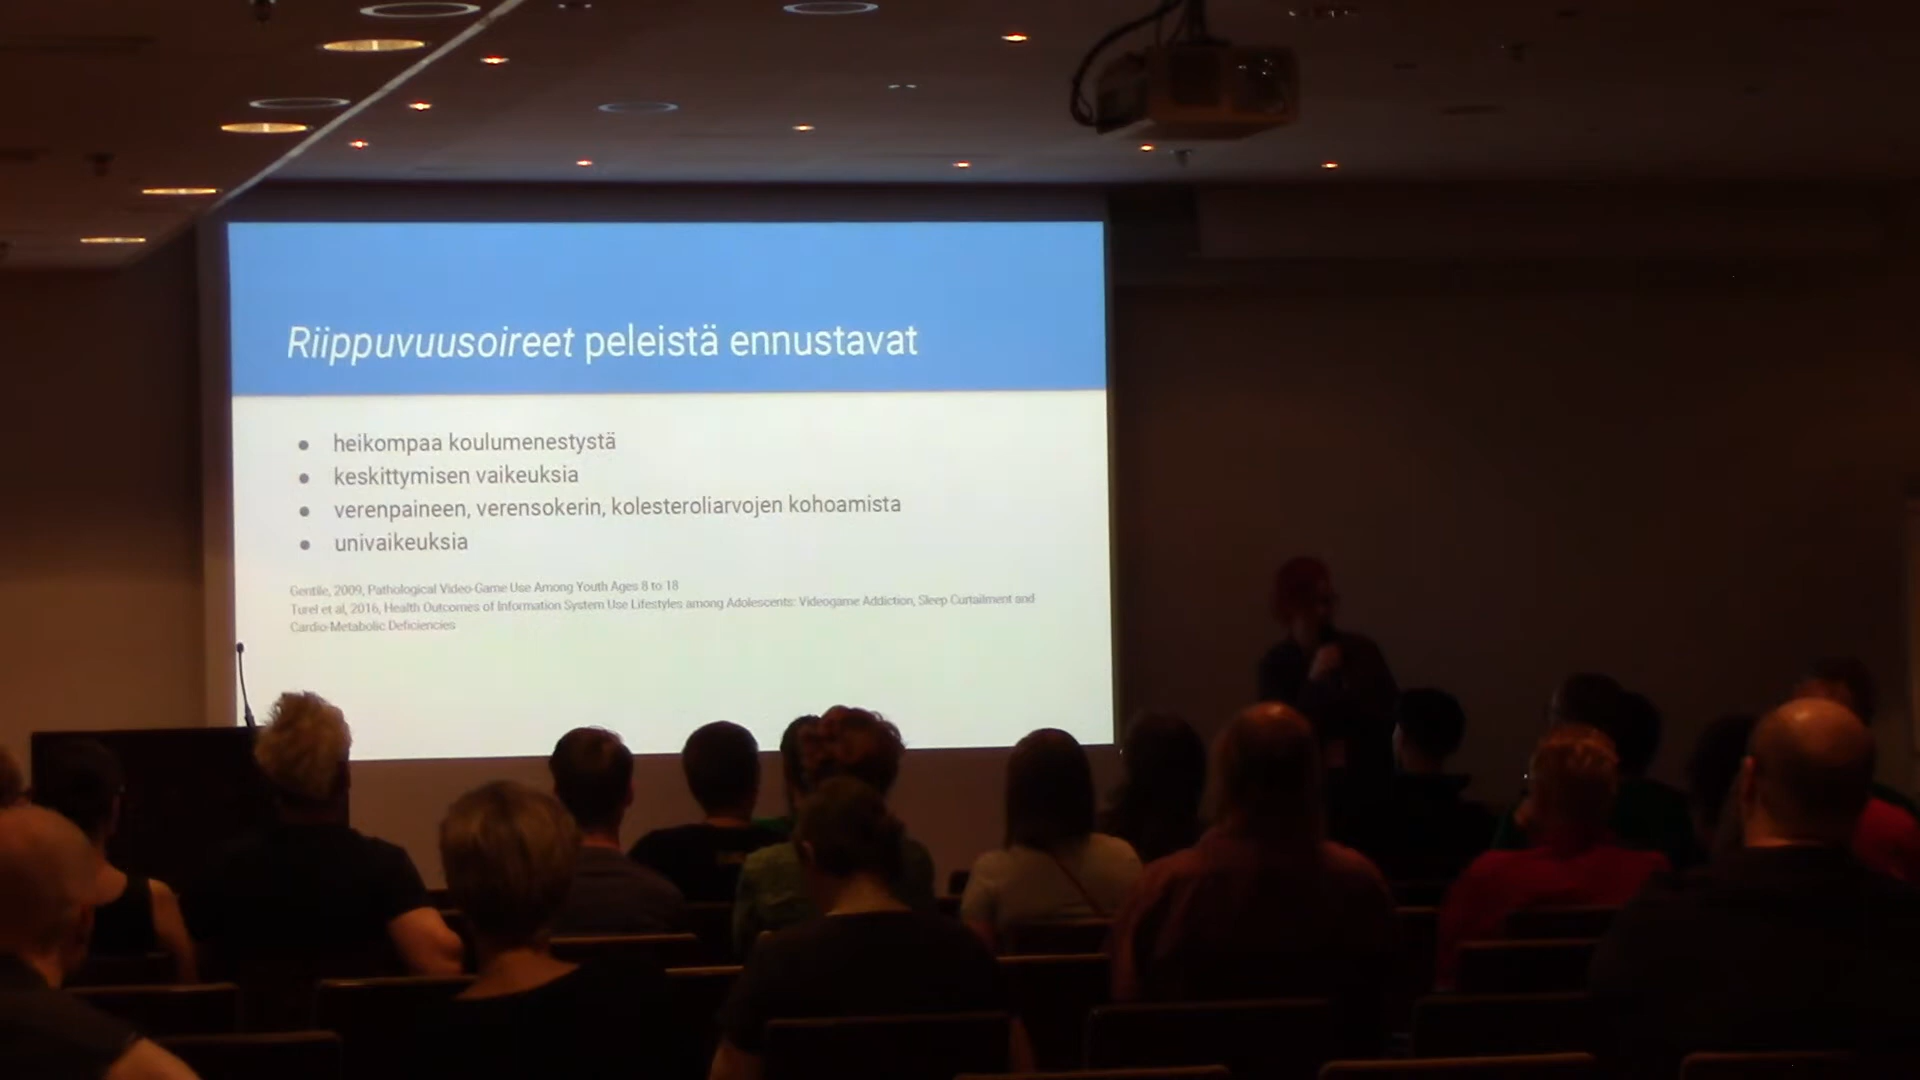 Riippuvuusoireet peleistä ennustavat
● heikompaa koulumenestystä
● keskittymisen vaikeuksia
● verenpaineen, verensokerin, kolesteroliarvojen kohoamista
● univaikeuksia
Gentile, 2009, Pathological Video-Game Use Among Youth Ages 8 to 18
Turel et al, 2016, Health Outcomes of Information System Use Lifestyles among Adolescents: Videogame Addiction, Sleep Curtailment and
Cardio-Metabolic Deficiencies